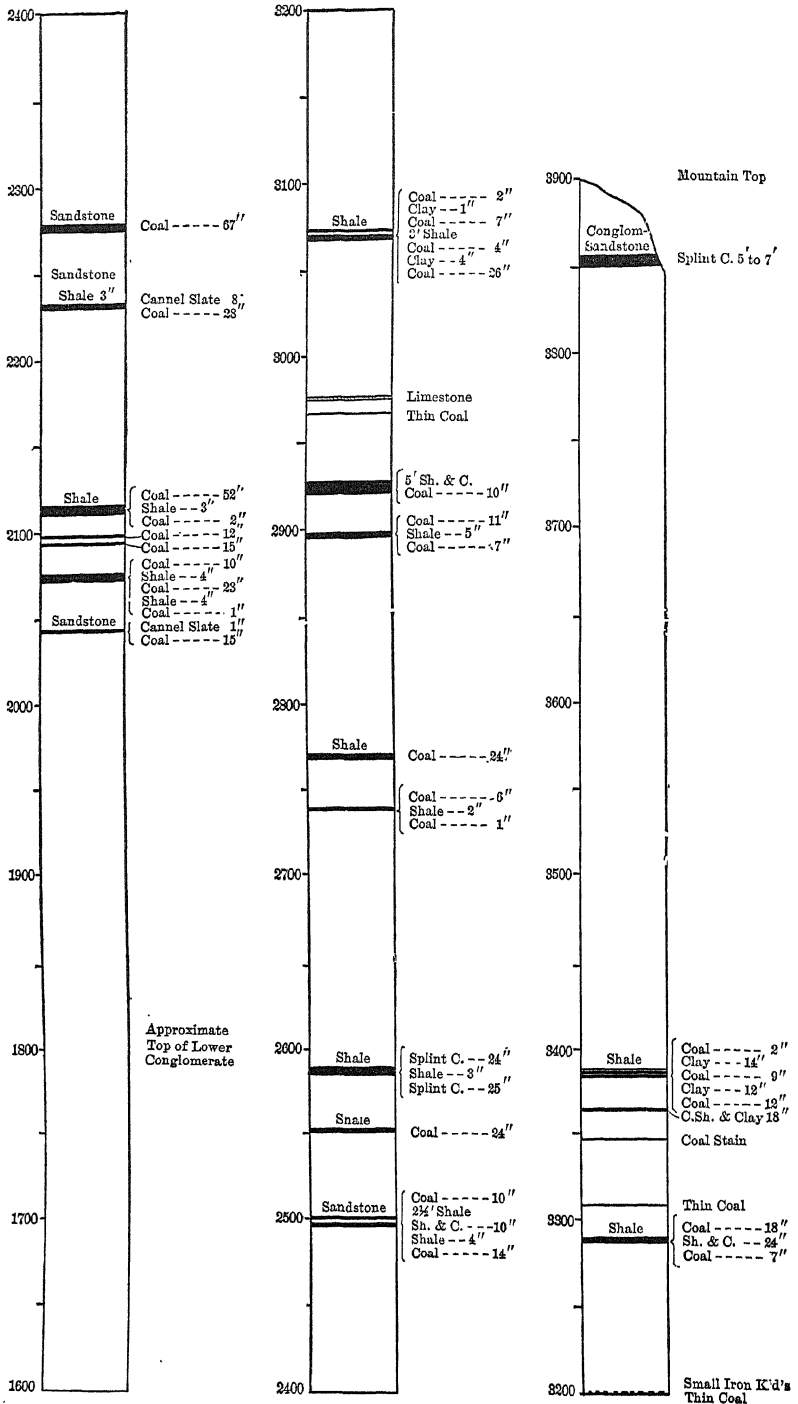 2400
2300
Sandstone
Coal ----- 67"
Sandstone
Shale 3"
Cannel Slate 8"
Coal ----- 28"
2200
Shale
Coal ---- 52"
Shale -- 3"
Coal ---- 2"
2100
Coal ---- 12"
Coal ---- 15"
Coal ---- 10"
Shale -- 4"
Coal ---- 23"
Shale -- 4"
Coal ---- 1"
Sandstone
Cannel Slate 1"
Coal ----- 15"
2000
1900
Approximate
Top of Lower
Conglomerate
1800
1700
1600
3200
3100
Coal ----- 2"
Clay -- 1"
Coal ----- 7"
Shale
Shale
Coal ----- 4"
Clay -- 4"
Coal ----- 26"
3000
Limestone
Thin Coal
5' Sh. & C.
Coal ----- 10"
2900
Coal ----- 11"
Shale -- 5"
Coal ----- 7"
2800
Shale
Coal ----- 24"
Coal ----- 6"
Shale -- 2"
Coal ----- 1"
2700
2600
Shale
Splint C. -- 24"
Shale -- 3"
Splint C. -- 25"
Shale
Coal ----- 24"
Coal ----- 10"
Sandstone
2½' Shale
2500
Sh. & C. -- 10"
Shale -- 4"
Coal ----- 14"
2400
3900
Mountain Top
Conglom-
Sandstone
Splint C. 5' to 7'
3800
3700
3600
3500
3400
Shale
Coal ----- 2"
Clay ---- 14"
Coal ----- 9"
Clay ---- 12"
Coal ----- 12"
C.Sh. & Clay 18"
Coal Stain
Thin Coal
3300
Shale
Coal ----- 18"
Sh. & C. -- 24"
Coal ----- 7"
3200
Small Iron K'd's
Thin Coal